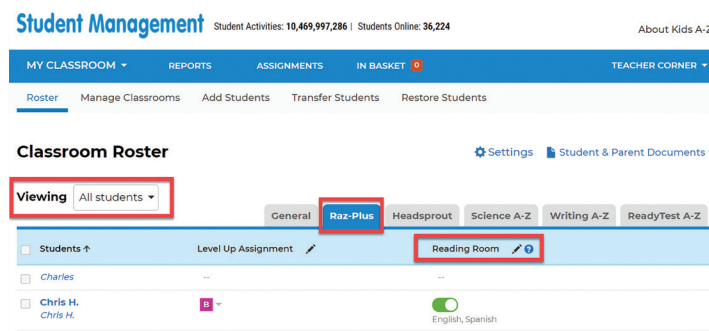 Student Management Student Activities: 10,469,997,286 | Students Online: 36,224 About Kids A-Z
MY CLASSROOM REPORTS ASSIGNMENTS IN BASKET 0 TEACHER CORNER
Roster Manage Classrooms Add Students Transfer Students Restore Students
Classroom Roster Settings Student & Parent Documents
Viewing All students
General Raz-Plus Headsprout Science A-Z Writing A-Z ReadyTest A-Z
Students ↑ Level Up Assignment Reading Room ?
Charles -- --
Chris H. B
Chris H. English, Spanish